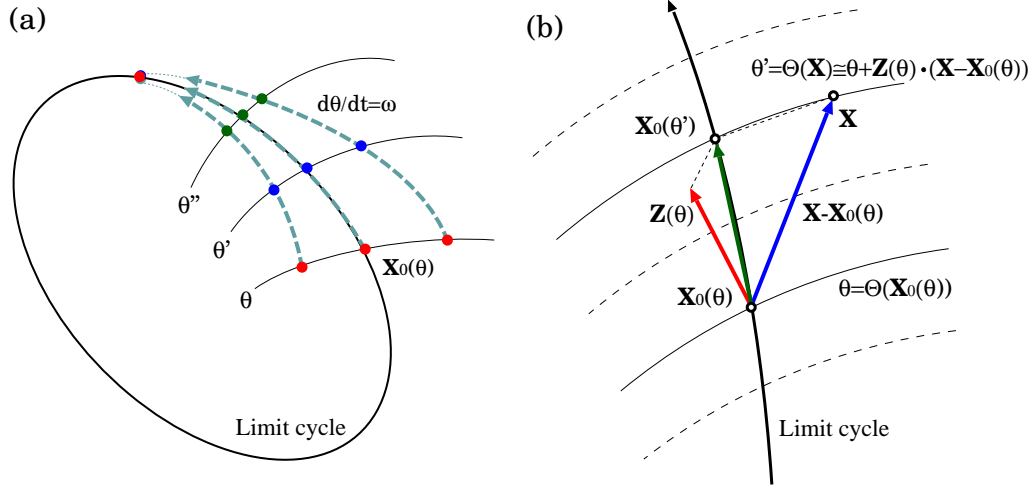 (a)
dθ/dt=ω
θ"
θ'
θ
X0(θ)
Limit cycle
(b)
θ'=Θ(X)≡θ+Z(θ)·(X-X0(θ))
X0(θ')
X
Z(θ)
X-X0(θ)
X0(θ)
θ=Θ(X0(θ))
Limit cycle